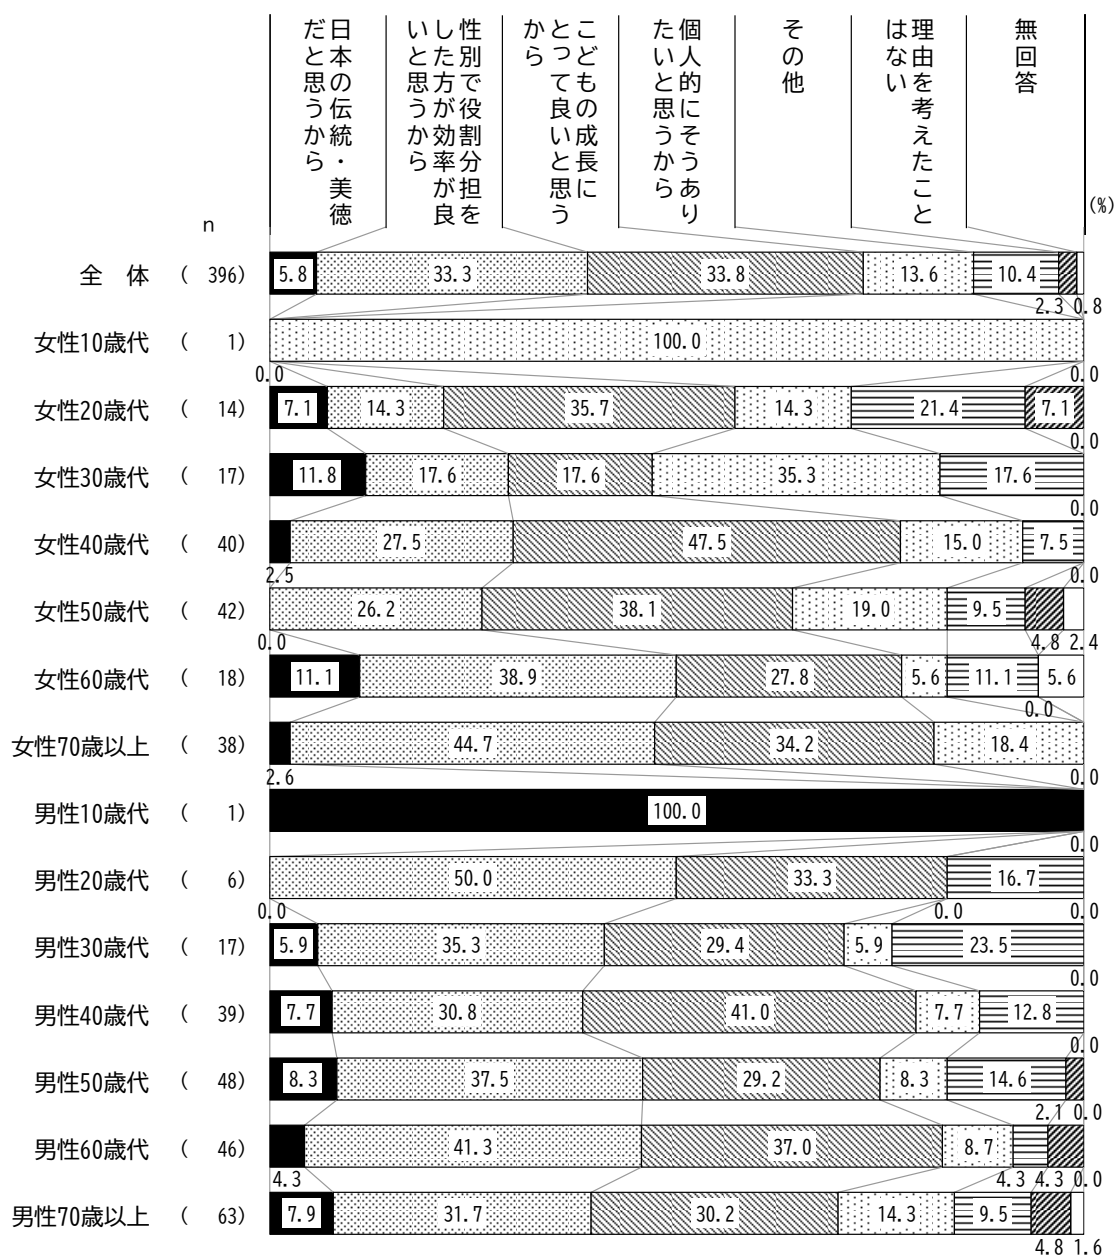 日本の伝統・美徳
だと思うから
性別で役割分担を
した方が効率が良
いと思うから
こどもの成長に
とって良いと思う
から
個人的にそうあり
たいと思うから
その他
理由を考えたこと
はない
無回答
(%)
n
全 体 ( 396) 5.8 33.3 33.8 13.6 10.4
2.3 0.8
女性10歳代 ( 1) 100.0
0.0 0.0
女性20歳代 ( 14) 7.1 14.3 35.7 14.3 21.4 7.1
0.0
女性30歳代 ( 17) 11.8 17.6 17.6 35.3 17.6
0.0
女性40歳代 ( 40) 27.5 47.5 15.0 7.5
2.5 0.0
女性50歳代 ( 42) 26.2 38.1 19.0 9.5
0.0 4.8 2.4
女性60歳代 ( 18) 11.1 38.9 27.8 5.6 11.1 5.6
0.0
女性70歳以上 ( 38) 44.7 34.2 18.4
2.6 0.0
男性10歳代 ( 1) 100.0
0.0
男性20歳代 ( 6) 50.0 33.3 16.7
0.0 0.0 0.0
男性30歳代 ( 17) 5.9 35.3 29.4 5.9 23.5
0.0
男性40歳代 ( 39) 7.7 30.8 41.0 7.7 12.8
0.0
男性50歳代 ( 48) 8.3 37.5 29.2 8.3 14.6
2.1 0.0
男性60歳代 ( 46) 41.3 37.0 8.7
4.3 4.3 4.3 0.0
男性70歳以上 ( 63) 7.9 31.7 30.2 14.3 9.5
4.8 1.6